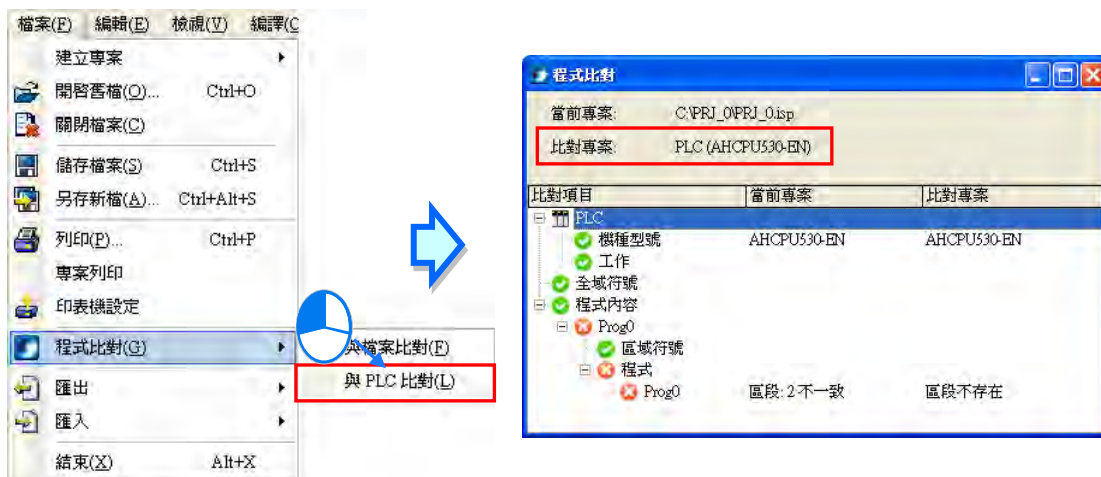 檔案(F) 編輯(E) 檢視(V) 編譯(C
建立專案
開啓舊檔(O)... Ctrl+O
關閉檔案(C)
儲存檔案(S) Ctrl+S
另存新檔(A)... Ctrl+Alt+S
列印(P)... Ctrl+P
專案列印
印表機設定
程式比對(G)
匯出
匯入
結束(X) Alt+X
與檔案比對(F)
與 PLC 比對(L)
程式比對
當前專案: C:\PRJ_0\PRJ_0.isp
比對專案: PLC (AHCPU530-EN)
比對項目 當前專案 比對專案
PLC
機種型號 AHCPU530-EN AHCPU530-EN
工作
全域符號
程式內容
Prog0
區域符號
程式
Prog0 區段: 2 不一致 區段不存在